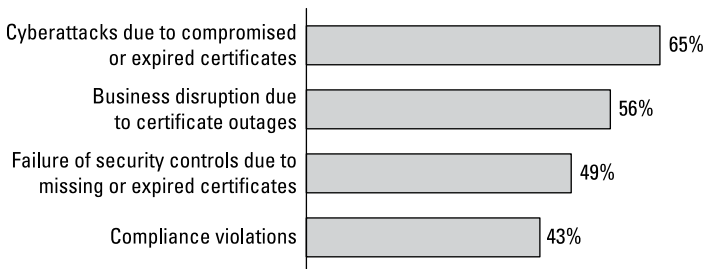 Cyberattacks due to compromised
or expired certificates
65%
Business disruption due
to certificate outages
56%
Failure of security controls due to
missing or expired certificates
49%
Compliance violations
43%